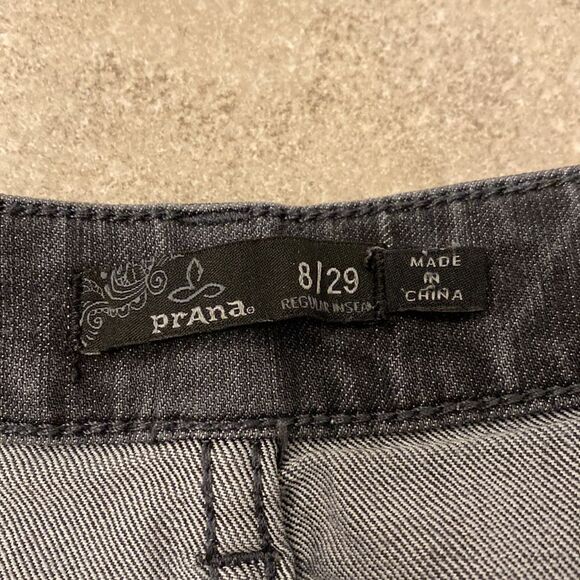 prAna®
8/29
REGULAR INSEAM
MADE
IN
CHINA